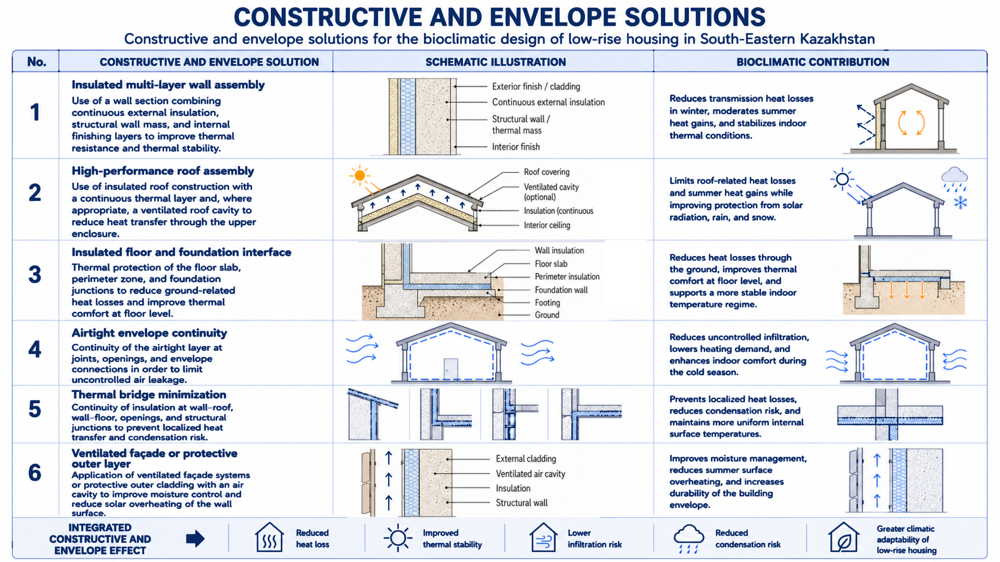 CONSTRUCTIVE AND ENVELOPE SOLUTIONS
Constructive and envelope solutions for the bioclimatic design of low-rise housing in South-Eastern Kazakhstan
No.
CONSTRUCTIVE AND ENVELOPE SOLUTION
SCHEMATIC ILLUSTRATION
BIOCLIMATIC CONTRIBUTION
1
Insulated multi-layer wall assembly
Use of a wall section combining
continuous external insulation,
structural wall mass, and internal
finishing layers to improve thermal
resistance and thermal stability.
Exterior finish / cladding
Continuous external insulation
Structural wall /
thermal mass
Interior finish
Reduces transmission heat losses
in winter, moderates summer
heat gains, and stabilizes indoor
thermal conditions.
2
High-performance roof assembly
Use of insulated roof construction with
a continuous thermal layer and, where
appropriate, a ventilated roof cavity to
reduce heat transfer through the upper
enclosure.
Roof covering
Ventilated cavity
(optional)
Insulation (continuous
Interior ceiling
Limits roof-related heat losses
and summer heat gains while
improving protection from solar
radiation, rain, and snow.
3
Insulated floor and foundation interface
Thermal protection of the floor slab,
perimeter zone, and foundation
junctions to reduce ground-related
heat losses and improve thermal
comfort at floor level.
Wall insulation
Floor slab
Perimeter insulation
Foundation wall
Footing
Ground
Reduces heat losses through
the ground, improves thermal
comfort at floor level, and
supports a more stable indoor
temperature regime.
4
Airtight envelope continuity
Continuity of the airtight layer at
joints, openings, and envelope
connections in order to limit
uncontrolled air leakage.
Reduces uncontrolled infiltration,
lowers heating demand, and
enhances indoor comfort during
the cold season.
5
Thermal bridge minimization
Continuity of insulation at wall–roof,
wall–floor, openings, and structural
junctions to prevent localized heat
transfer and condensation risk.
Prevents localized heat losses,
reduces condensation risk, and
maintains more uniform internal
surface temperatures.
6
Ventilated façade or protective
outer layer
Application of ventilated façade systems
or protective outer cladding with an air
cavity to improve moisture control and
reduce solar overheating of the wall
surface.
External cladding
Ventilated air cavity
Insulation
Structural wall
Improves moisture management,
reduces summer surface
overheating, and increases
durability of the building
envelope.
INTEGRATED
CONSTRUCTIVE AND
ENVELOPE EFFECT
Reduced
heat loss
Improved
thermal stability
Lower
infiltration risk
Reduced
condensation risk
Greater climatic
adaptability of
low-rise housing